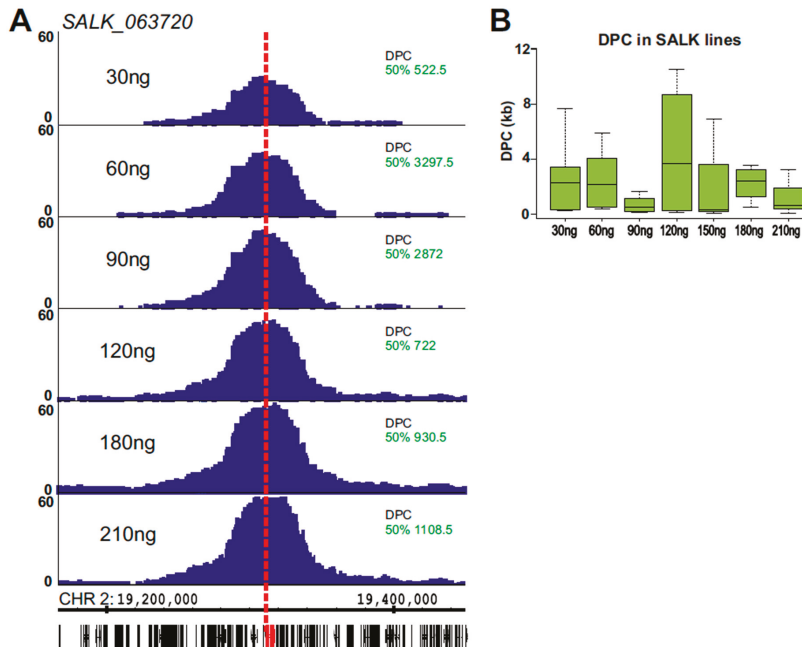 A
SALK_063720
60
30ng
DPC
50% 522.5
0
60
60ng
DPC
50% 3297.5
0
60
90ng
DPC
50% 2872
0
60
120ng
DPC
50% 722
0
60
180ng
DPC
50% 930.5
0
60
210ng
DPC
50% 1108.5
0
CHR 2: 19,200,000 19,400,000
B
DPC in SALK lines
DPC (kb)
12
8
4
0
30ng 60ng 90ng 120ng 150ng 180ng 210ng